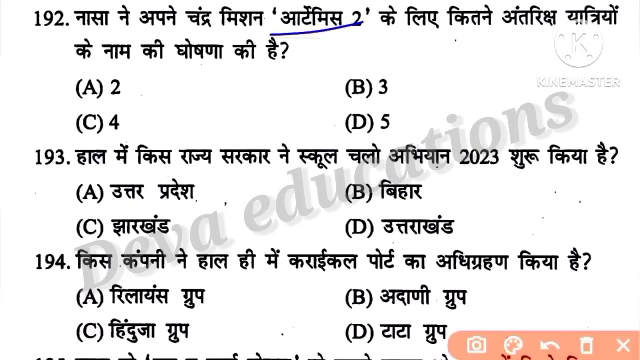 192. नासा ने अपने चंद्र मिशन ‘आर्टेमिस 2’ के लिए कितने अंतरिक्ष यात्रियों
के नाम की घोषणा की है?
(A) 2 (B) 3
(C) 4 (D) 5
193. हाल में किस राज्य सरकार ने स्कूल चलो अभियान 2023 शुरू किया है?
(A) उत्तर प्रदेश (B) बिहार
(C) झारखंड (D) उत्तराखंड
194. किस कंपनी ने हाल ही में कराईकल पोर्ट का अधिग्रहण किया है?
(A) रिलायंस ग्रुप (B) अदाणी ग्रुप
(C) हिंदुजा ग्रुप (D) टाटा ग्रुप
Deva educations
KINEMASTER